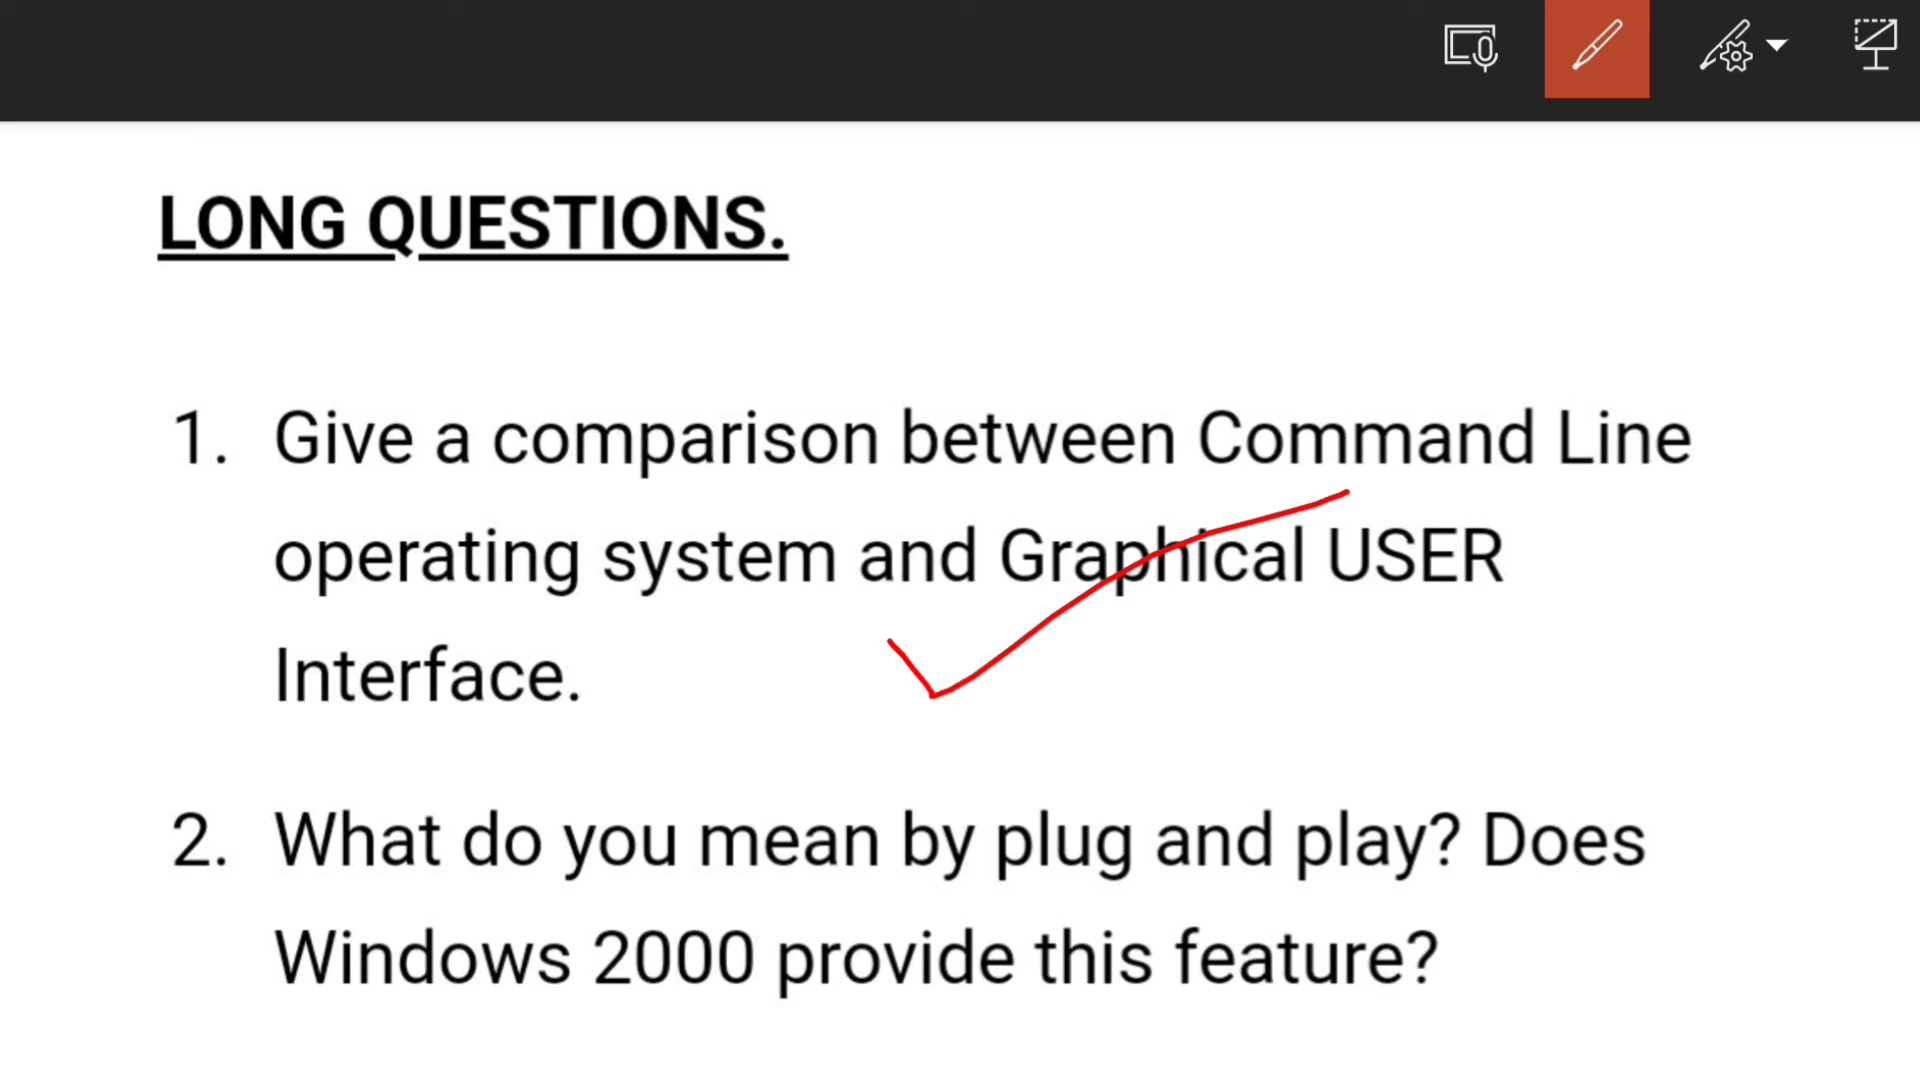 LONG QUESTIONS.
1. Give a comparison between Command Line
operating system and Graphical USER
Interface.
2. What do you mean by plug and play? Does
Windows 2000 provide this feature?